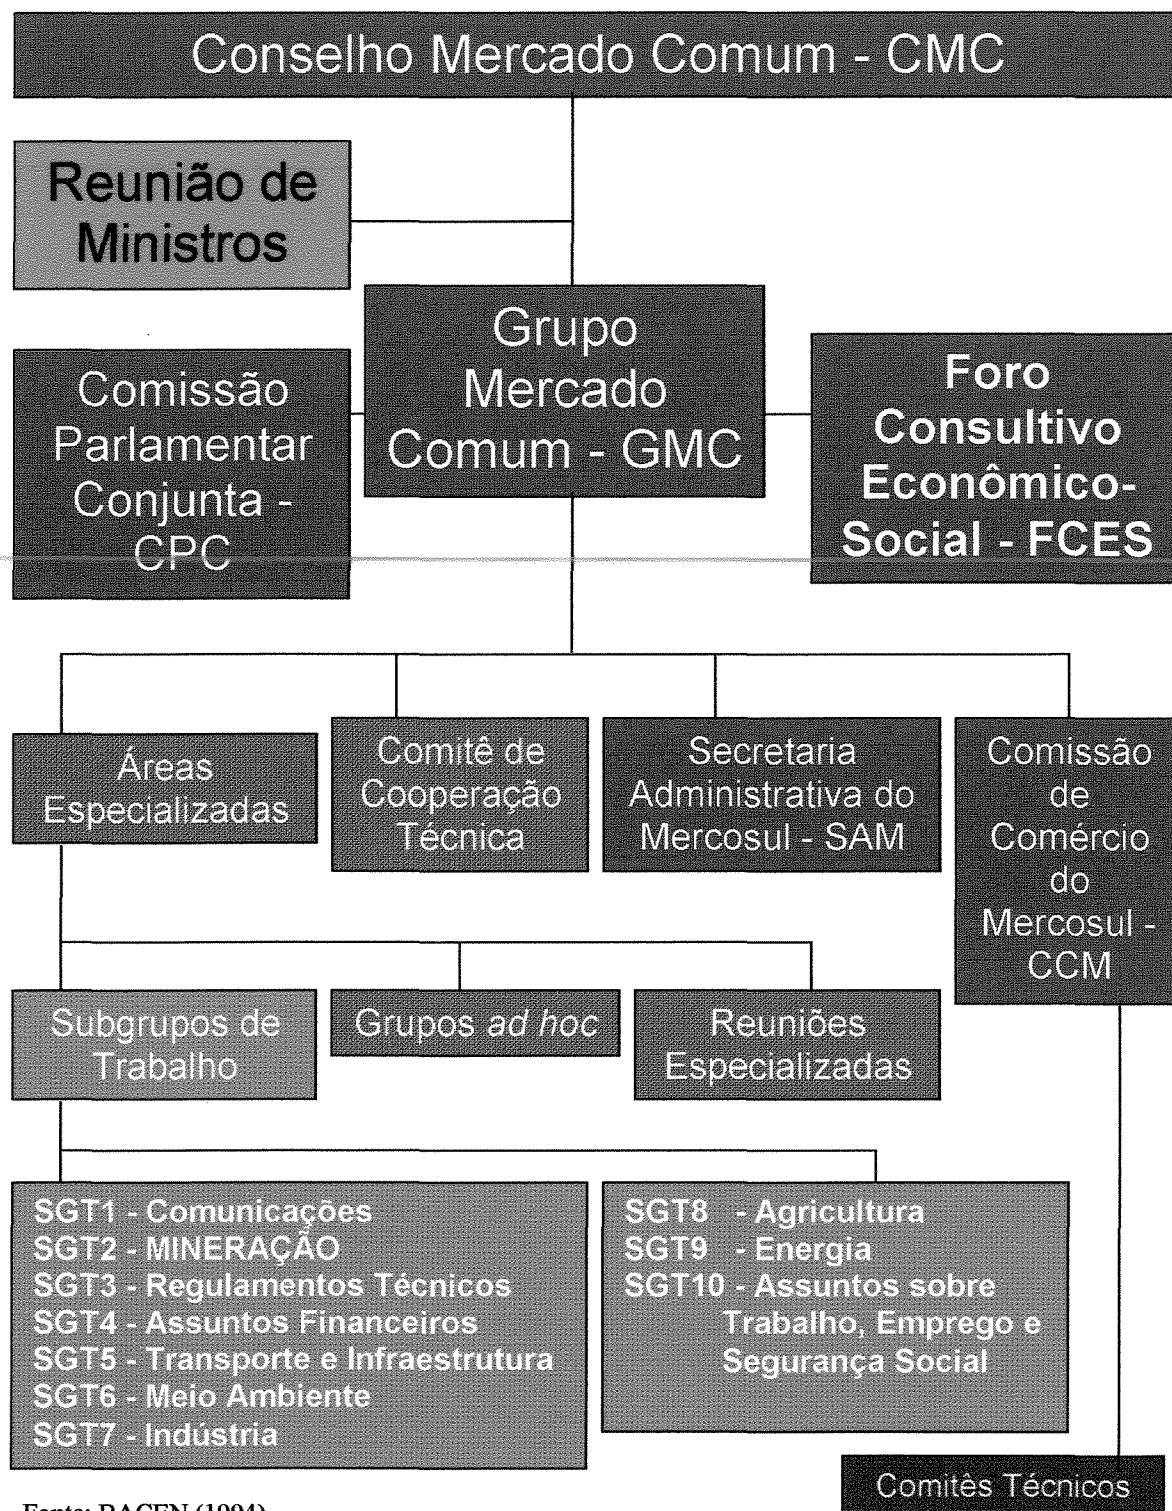 Conselho Mercado Comum - CMC
Reunião de
Ministros
Grupo
Mercado
Comum - GMC
Comissão
Parlamentar
Conjunta -
CPC
Foro
Consultivo
Econômico-
Social - FCES
Áreas
Especializadas
Comitê de
Cooperação
Técnica
Secretaria
Administrativa do
Mercosul - SAM
Comissão
de
Comércio
do
Mercosul -
CCM
Subgrupos de
Trabalho
Grupos ad hoc
Reuniões
Especializadas
SGT1 - Comunicações
SGT2 - MINERAÇÃO
SGT3 - Regulamentos Técnicos
SGT4 - Assuntos Financeiros
SGT5 - Transporte e Infraestrutura
SGT6 - Meio Ambiente
SGT7 - Indústria
SGT8 - Agricultura
SGT9 - Energia
SGT10 - Assuntos sobre
Trabalho, Emprego e
Segurança Social
Comitês Técnicos
Fonte: BACEN (1994)